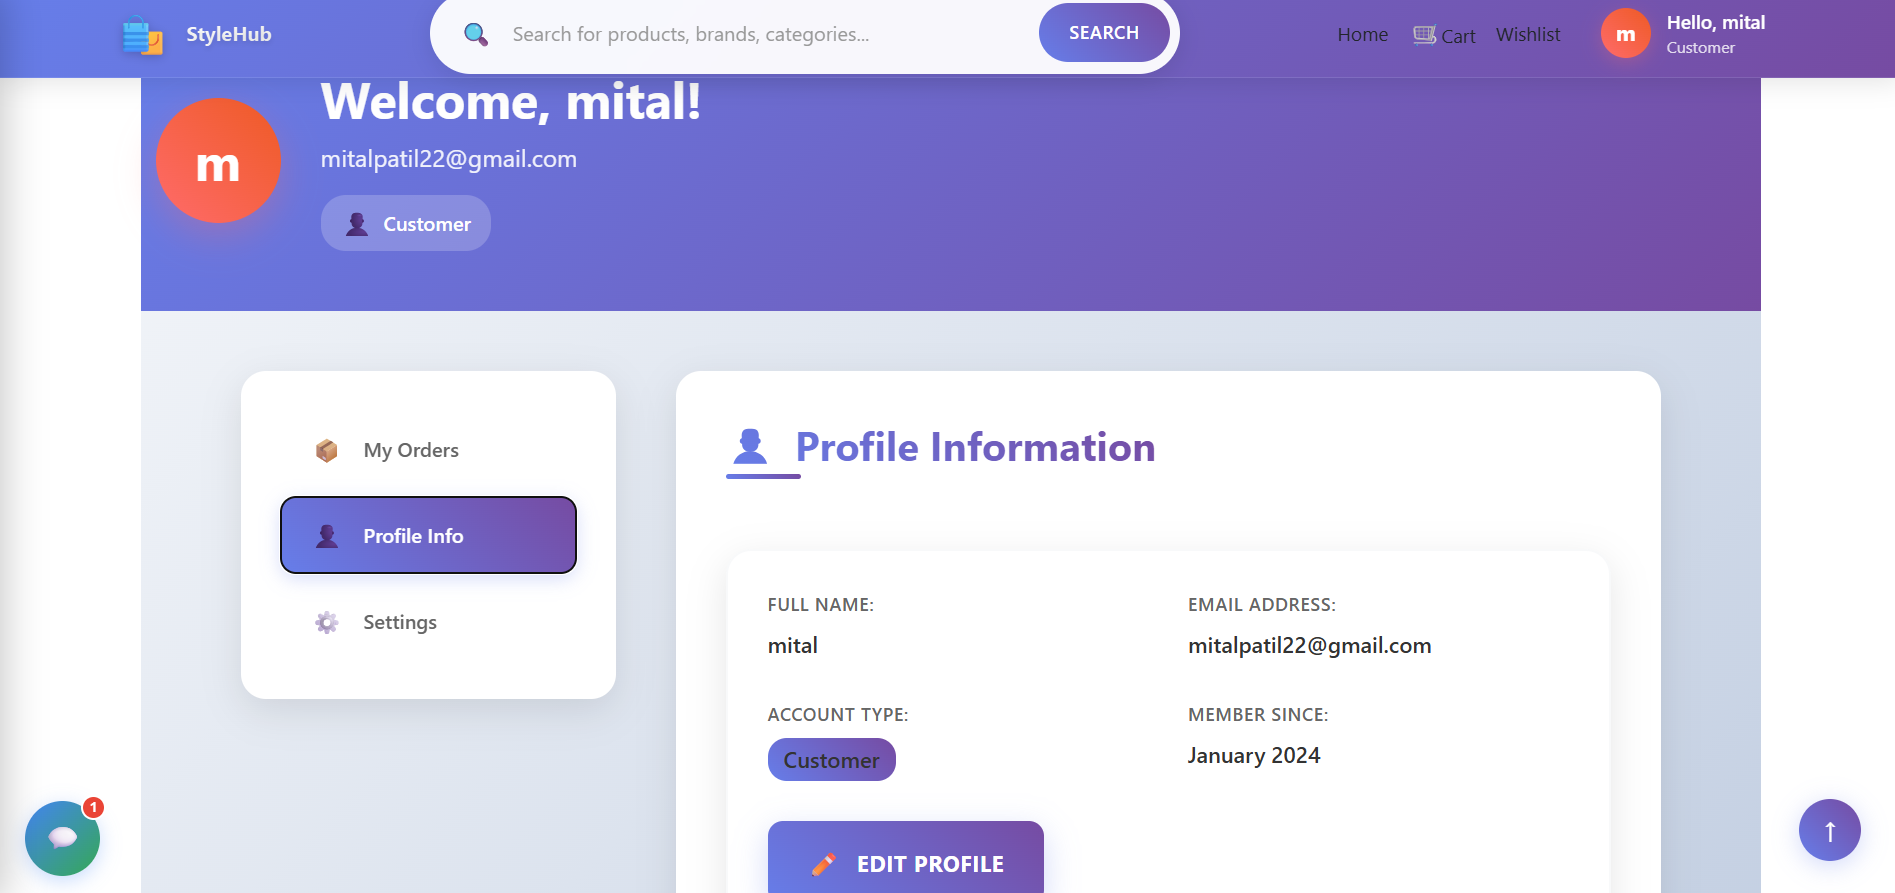 StyleHub
Search for products, brands, categories...
SEARCH
Home
Cart
Wishlist
m
Hello, mital
Customer
m
Welcome, mital!
mitalpatil22@gmail.com
Customer
My Orders
Profile Info
Settings
Profile Information
FULL NAME:
mital
EMAIL ADDRESS:
mitalpatil22@gmail.com
ACCOUNT TYPE:
Customer
MEMBER SINCE:
January 2024
EDIT PROFILE
1
↑